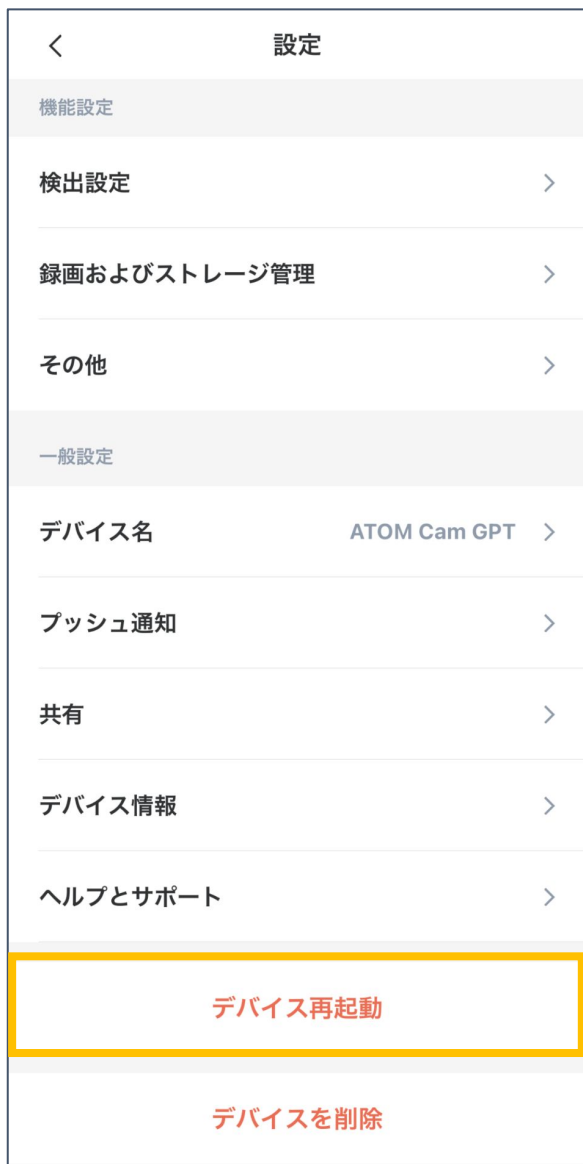 設定
機能設定
検出設定
録画およびストレージ管理
その他
一般設定
デバイス名 ATOM Cam GPT
プッシュ通知
共有
デバイス情報
ヘルプとサポート
デバイス再起動
デバイスを削除